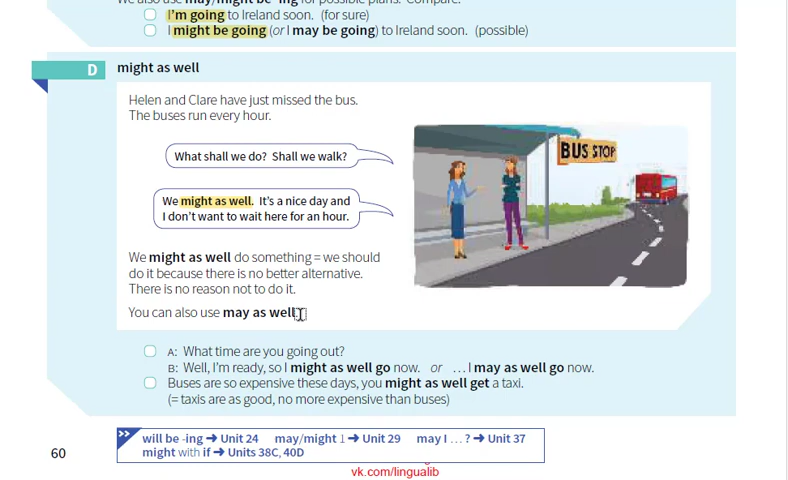 I'm going to Ireland soon. (for sure)
I might be going (or I may be going) to Ireland soon. (possible)
D might as well
Helen and Clare have just missed the bus.
The buses run every hour.
What shall we do? Shall we walk?
BUS STOP
We might as well. It's a nice day and
I don't want to wait here for an hour.
We might as well do something = we should
do it because there is no better alternative.
There is no reason not to do it.
You can also use may as well.
A: What time are you going out?
B: Well, I'm ready, so I might as well go now. or …I may as well go now.
Buses are so expensive these days, you might as well get a taxi.
(= taxis are as good, no more expensive than buses)
will be -ing ➜ Unit 24 may/might 1 ➜ Unit 29 may I … ? ➜ Unit 37
might with if ➜ Units 38C, 40D
60
vk.com/lingualib